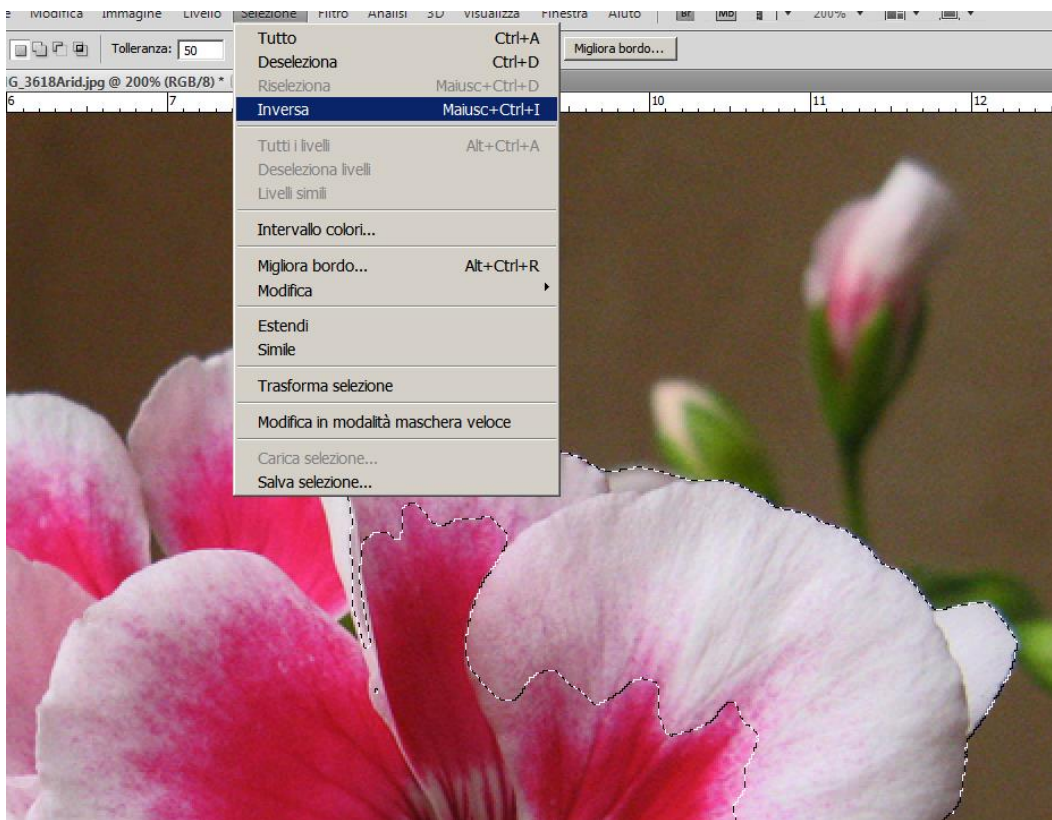 e Modifica Immagine Livello Selezione Filtro Analisi 3D Visualizza Finestra Aiuto Br Mb 200%
Tolleranza: 50 Migliora bordo...
G_3618Arid.jpg @ 200% (RGB/8) *
6 7 10 11 12
Tutto Ctrl+A
Deseleziona Ctrl+D
Riseleziona Maiusc+Ctrl+D
Inversa Maiusc+Ctrl+I
Tutti i livelli Alt+Ctrl+A
Deseleziona livelli
Livelli simili
Intervallo colori...
Migliora bordo... Alt+Ctrl+R
Modifica
Estendi
Simile
Trasforma selezione
Modifica in modalità maschera veloce
Carica selezione...
Salva selezione...